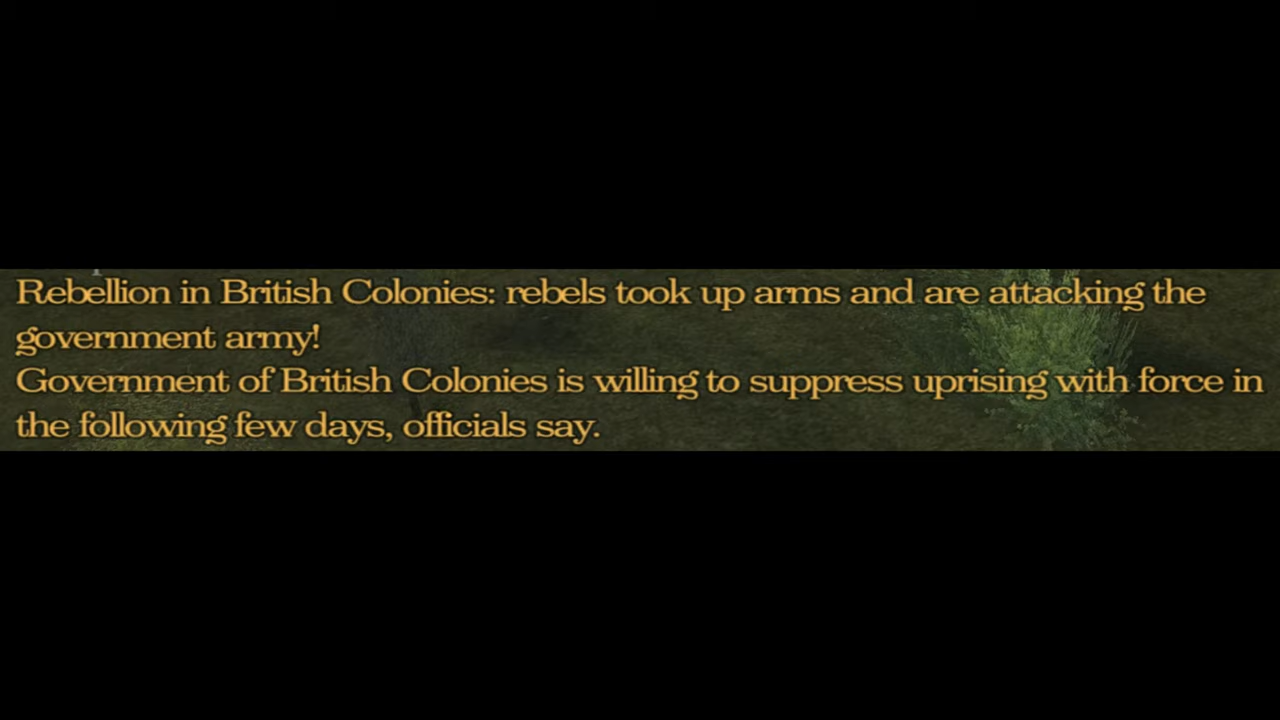 Rebellion in British Colonies: rebels took up arms and are attacking the
government army!
Government of British Colonies is willing to suppress uprising with force in
the following few days, officials say.